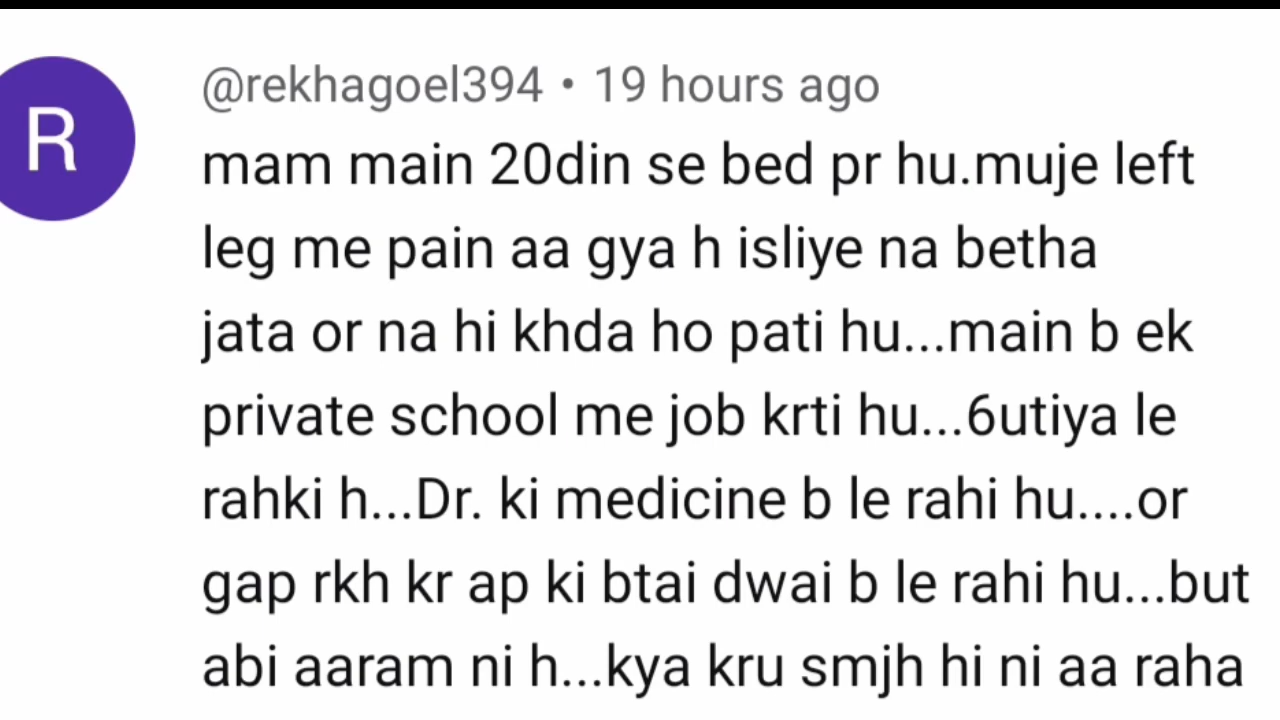 R
@rekhagoel394 • 19 hours ago
mam main 20din se bed pr hu.muje left
leg me pain aa gya h isliye na betha
jata or na hi khda ho pati hu...main b ek
private school me job krti hu...6utiya le
rahki h...Dr. ki medicine b le rahi hu....or
gap rkh kr ap ki btai dwai b le rahi hu...but
abi aaram ni h...kya kru smjh hi ni aa raha